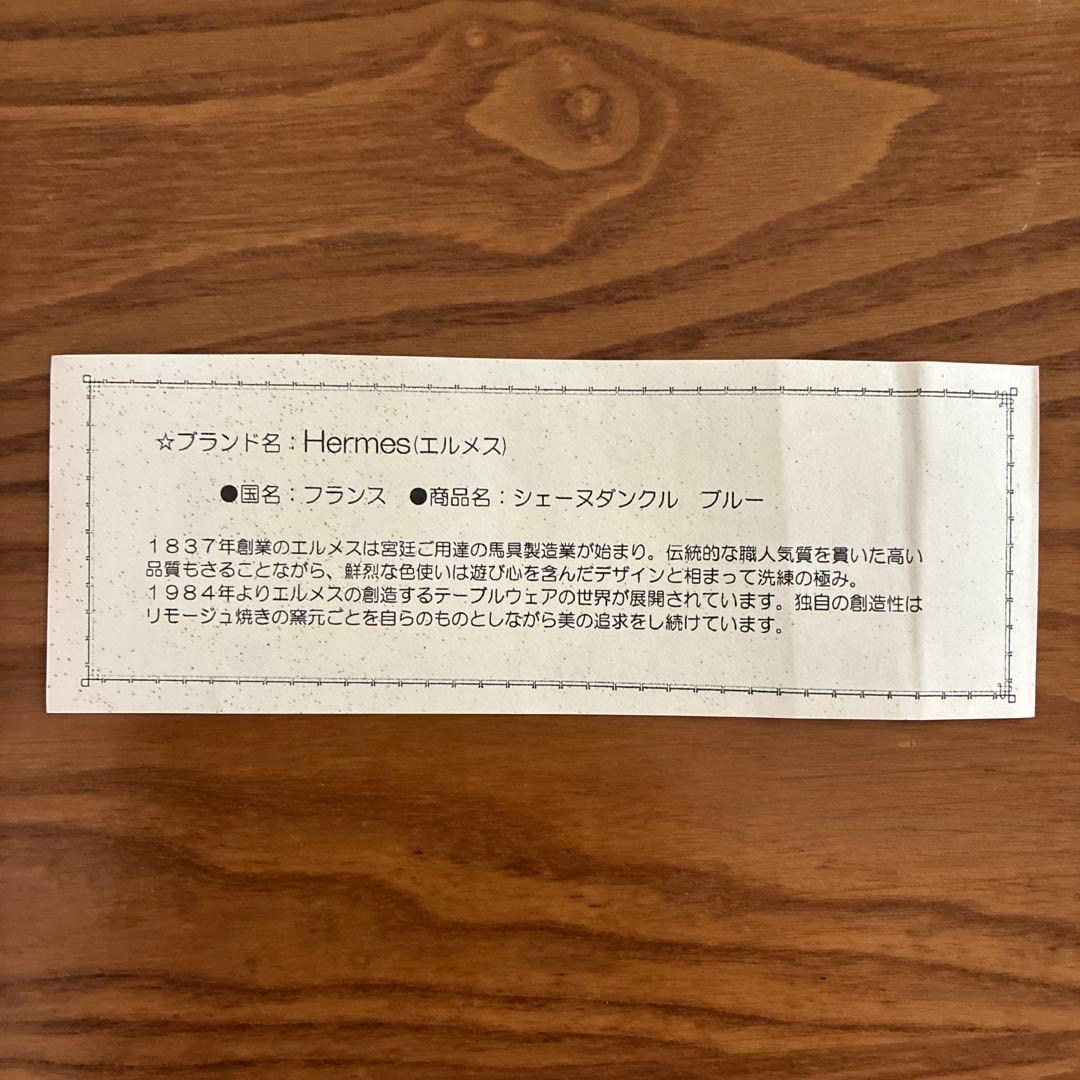 ☆ブランド名：Hermes(エルメス)
●国名：フランス　●商品名：シェーヌダンクル　ブルー
１８３７年創業のエルメスは宮廷ご用達の馬具製造業が始まり。伝統的な職人気質を貫いた高い
品質もさることながら、鮮烈な色使いは遊び心を含んだデザインと相まって洗練の極み。
１９８４年よりエルメスの創造するテーブルウェアの世界が展開されています。独自の創造性は
リモージュ焼きの窯元ごとを自らのものとしながら美の追求をし続けています。